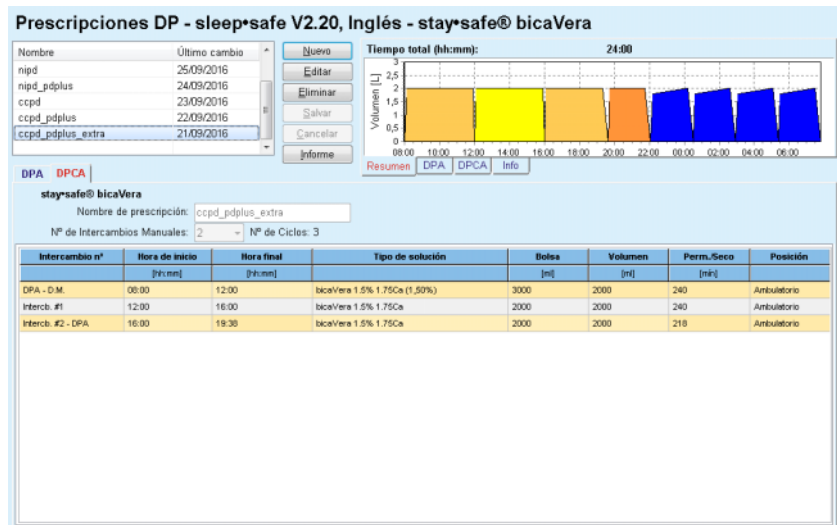 Prescripciones DP - sleep•safe V2.20, Inglés - stay•safe® bicaVera
Nombre Último cambio
nipd 25/09/2016
nipd_pdplus 24/09/2016
ccpd 23/09/2016
ccpd_pdplus 22/09/2016
ccpd_pdplus_extra 21/09/2016
Nuevo
Editar
Eliminar
Salvar
Cancelar
Informe
Tiempo total (hh:mm): 24:00
Volumen [L]
3
2,5
2
1,5
1
0,5
0
08:00 10:00 12:00 14:00 16:00 18:00 20:00 22:00 00:00 02:00 04:00 06:00
Resumen DPA DPCA Info
DPA DPCA
stay•safe® bicaVera
Nombre de prescripción: ccpd_pdplus_extra
Nº de Intercambios Manuales: 2 Nº de Ciclos: 3
Intercambio nº Hora de inicio Hora final Tipo de solución Bolsa Volumen Perm./Seco Posición
[hh:mm] [hh:mm] [ml] [ml] [min]
DPA - D.M. 08:00 12:00 bicaVera 1.5% 1.75Ca (1,50%) 3000 2000 240 Ambulatorio
Intercb. #1 12:00 16:00 bicaVera 1.5% 1.75Ca 2000 2000 240 Ambulatorio
Intercb. #2 - DPA 16:00 19:38 bicaVera 1.5% 1.75Ca 2000 2000 218 Ambulatorio